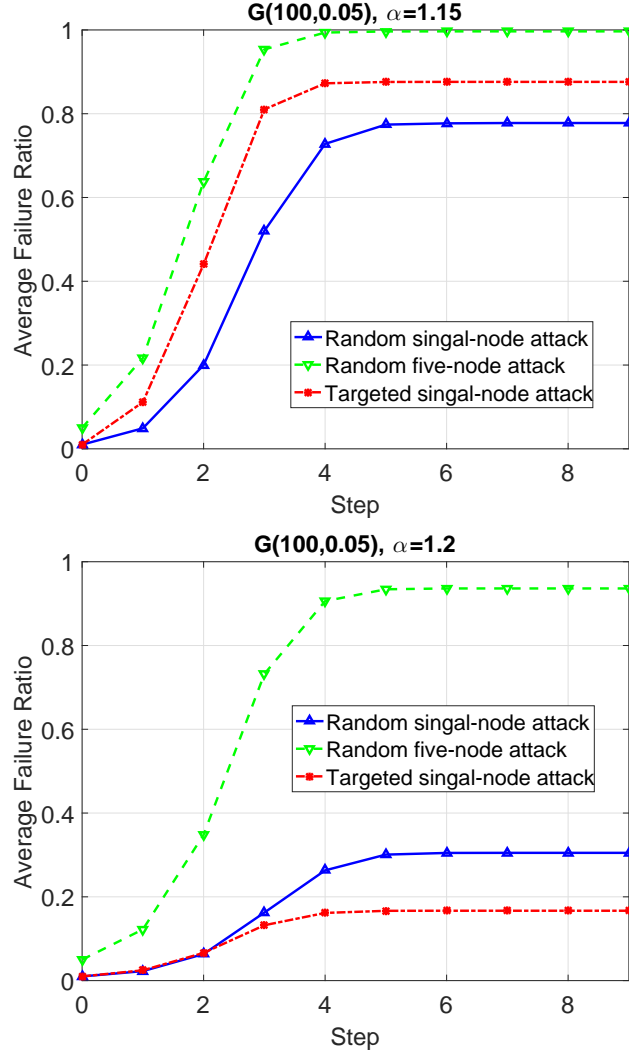 G(100,0.05), α=1.15
1
0.8
0.6
0.4
0.2
0
Average Failure Ratio
Random singal-node attack
Random five-node attack
Targeted singal-node attack
0 2 4 6 8
Step
G(100,0.05), α=1.2
1
0.8
0.6
0.4
0.2
0
Average Failure Ratio
Random singal-node attack
Random five-node attack
Targeted singal-node attack
0 2 4 6 8
Step